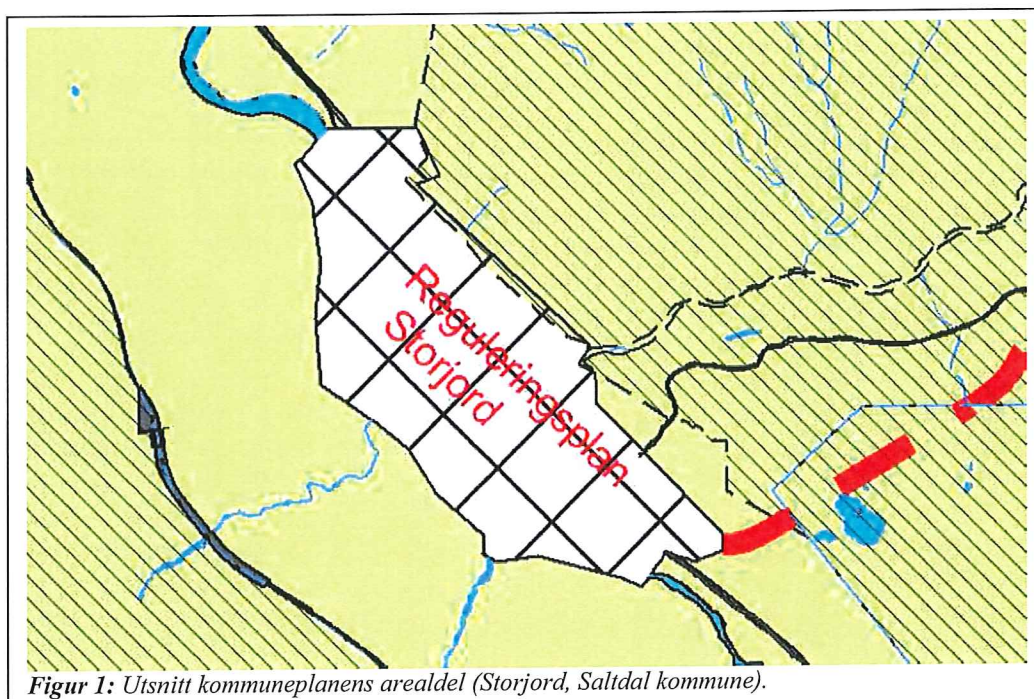 Reguleringsplan
Storjord
Figur 1: Utsnitt kommuneplanens arealdel (Storjord, Saltdal kommune).